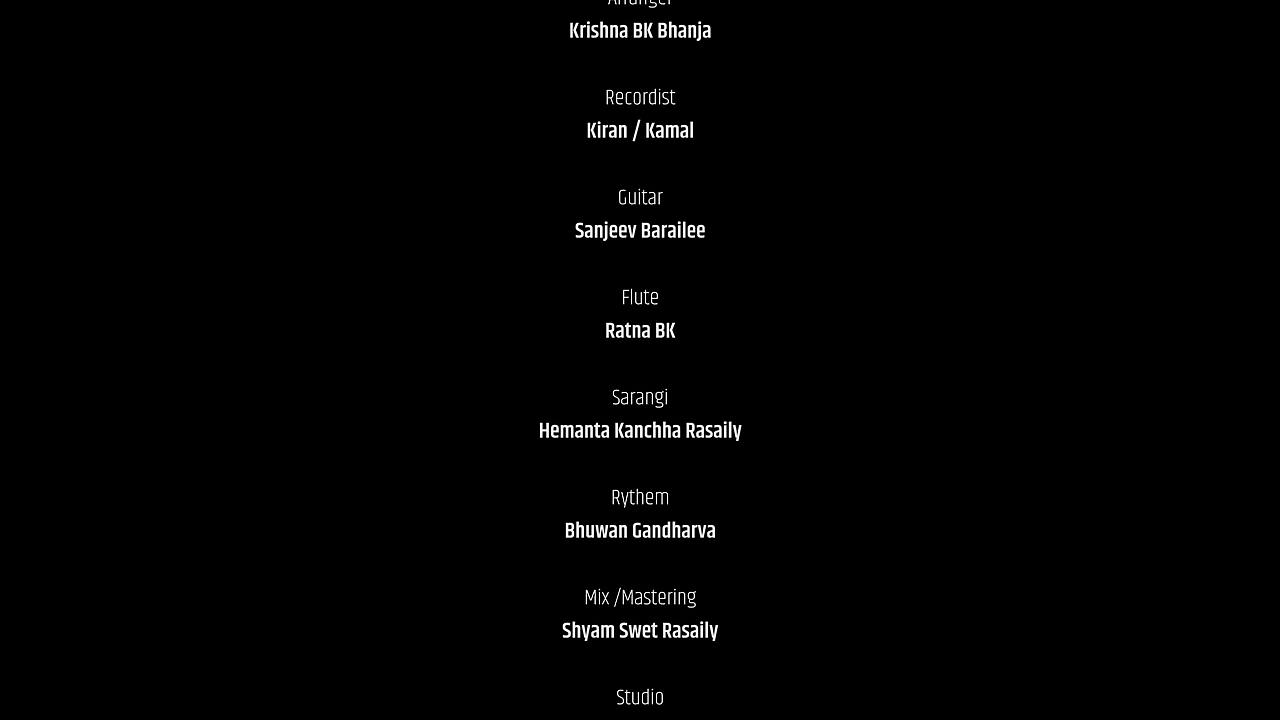 Arranger
Krishna BK Bhanja
Recordist
Kiran / Kamal
Guitar
Sanjeev Barailee
Flute
Ratna BK
Sarangi
Hemanta Kanchha Rasaily
Rythem
Bhuwan Gandharva
Mix /Mastering
Shyam Swet Rasaily
Studio